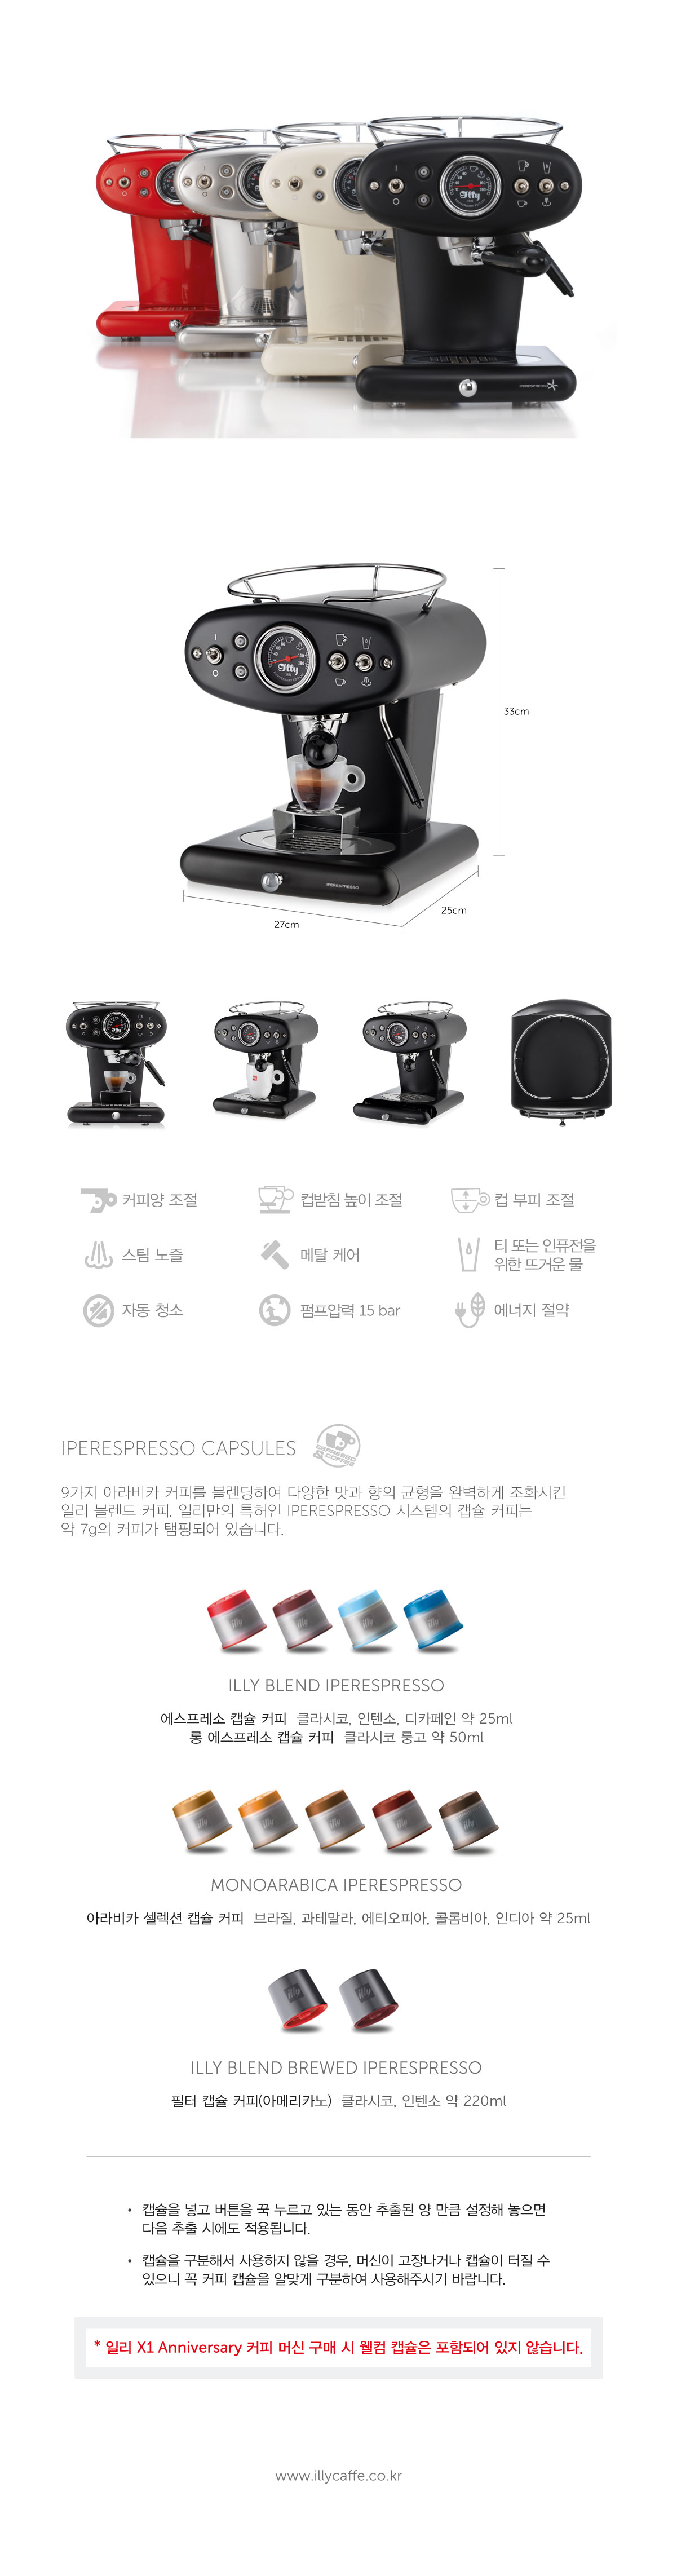 illy
IPERESPRESSO
33cm
25cm
27cm
커피양 조절
컵받침 높이 조절
컵 부피 조절
스팀 노즐
메탈 케어
티 또는 인퓨전을
위한 뜨거운 물
자동 청소
펌프압력 15 bar
에너지 절약
IPERESPRESSO CAPSULES
ESPRESSO
& COFFEE
9가지 아라비카 커피를 블렌딩하여 다양한 맛과 향의 균형을 완벽하게 조화시킨
일리 블렌드 커피. 일리만의 특허인 IPERESPRESSO 시스템의 캡슐 커피는
약 7g의 커피가 탬핑되어 있습니다.
illy illy illy illy
ILLY BLEND IPERESPRESSO
에스프레소 캡슐 커피 클라시코, 인텐소, 디카페인 약 25ml
롱 에스프레소 캡슐 커피 클라시코 룽고 약 50ml
illy illy illy illy illy
MONOARABICA IPERESPRESSO
아라비카 셀렉션 캡슐 커피 브라질, 과테말라, 에티오피아, 콜롬비아, 인디아 약 25ml
illy illy
ILLY BLEND BREWED IPERESPRESSO
필터 캡슐 커피(아메리카노) 클라시코, 인텐소 약 220ml
• 캡슐을 넣고 버튼을 꾹 누르고 있는 동안 추출된 양 만큼 설정해 놓으면
다음 추출 시에도 적용됩니다.
• 캡슐을 구분해서 사용하지 않을 경우, 머신이 고장나거나 캡슐이 터질 수
있으니 꼭 커피 캡슐을 알맞게 구분하여 사용해주시기 바랍니다.
* 일리 X1 Anniversary 커피 머신 구매 시 웰컴 캡슐은 포함되어 있지 않습니다.
www.illycaffe.co.kr